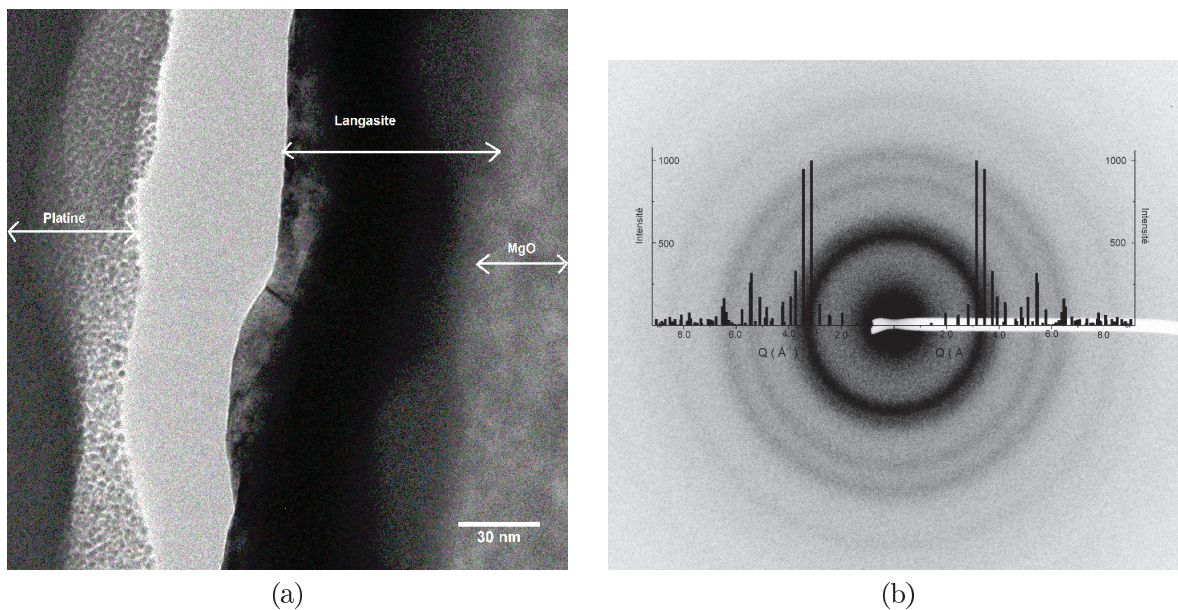 Langasite
Platine
MgO
30 nm
(a)
1000
500
Intensité
8.0
6.0
4.0
2.0
Q ( Å
2.0
4.0
6.0
8.0
Q ( Å
1000
500
Intensité
(b)